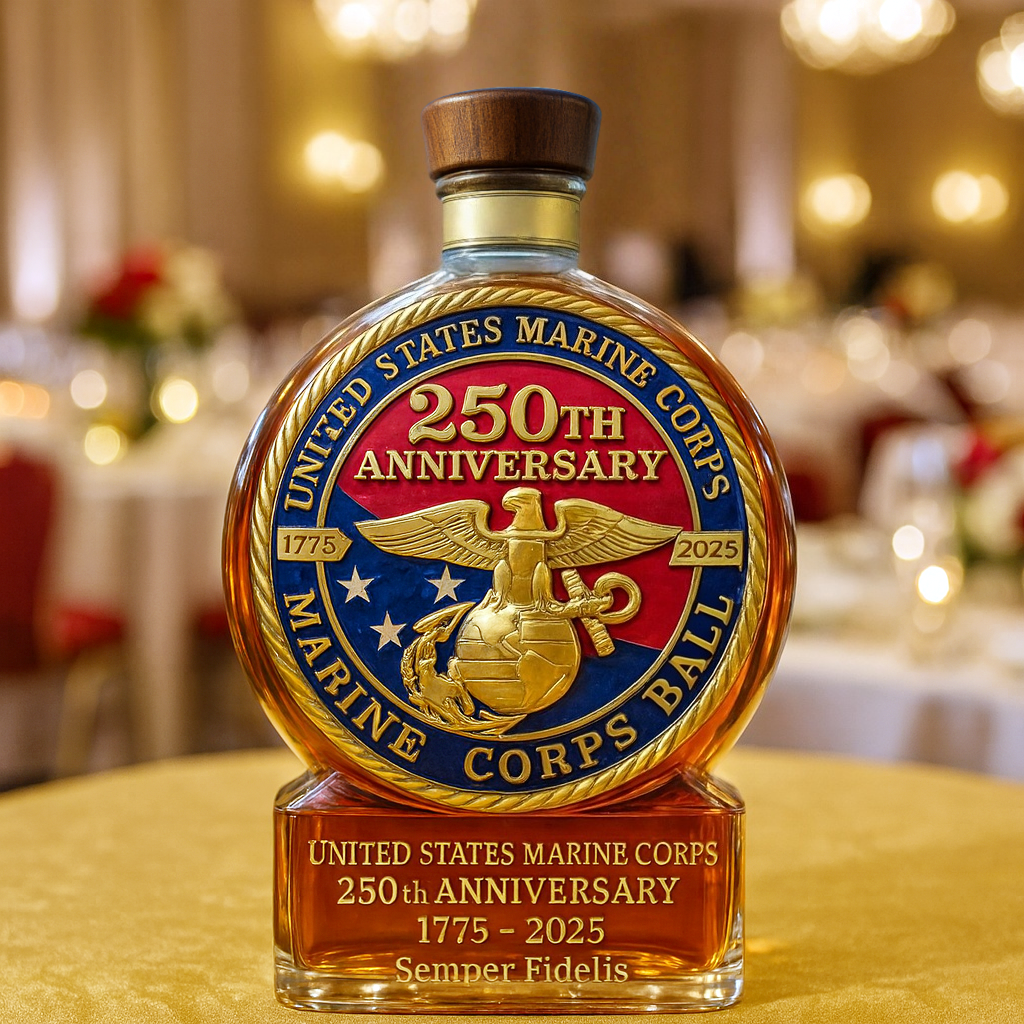 UNITED STATES MARINE CORPS
250TH
ANNIVERSARY
1775
2025
MARINE CORPS BALL
UNITED STATES MARINE CORPS
250th ANNIVERSARY
1775 - 2025
Semper Fidelis